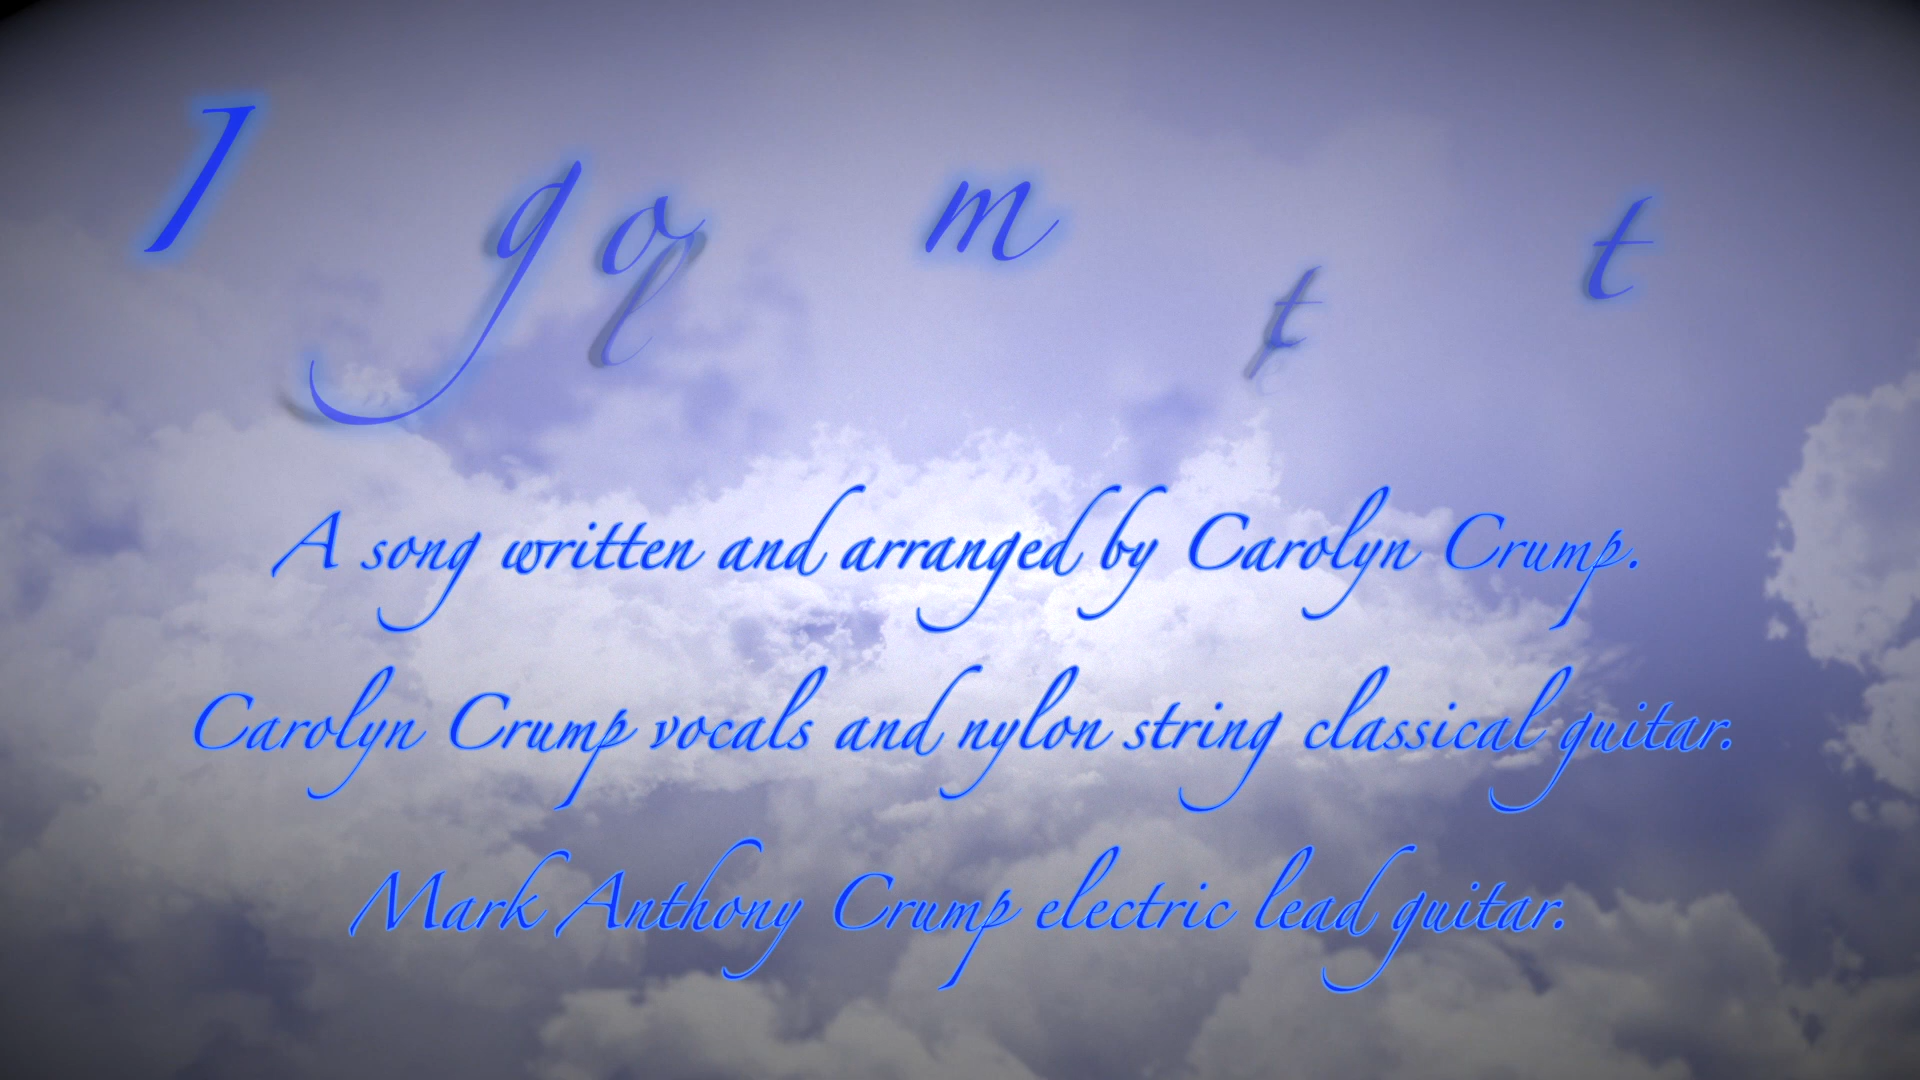 I g o l m t t
A song written and arranged by Carolyn Crump.
Carolyn Crump vocals and nylon string classical guitar.
Mark Anthony Crump electric lead guitar.